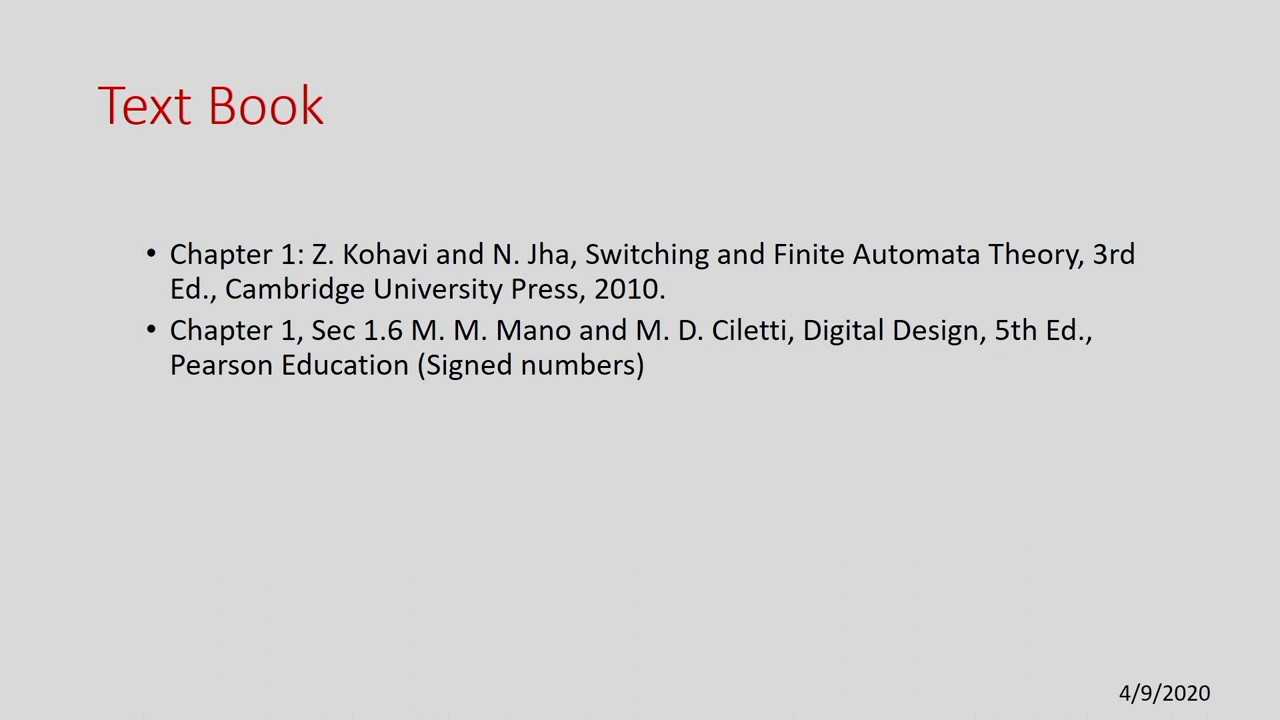 Text Book
• Chapter 1: Z. Kohavi and N. Jha, Switching and Finite Automata Theory, 3rd
Ed., Cambridge University Press, 2010.
• Chapter 1, Sec 1.6 M. M. Mano and M. D. Ciletti, Digital Design, 5th Ed.,
Pearson Education (Signed numbers)
4/9/2020